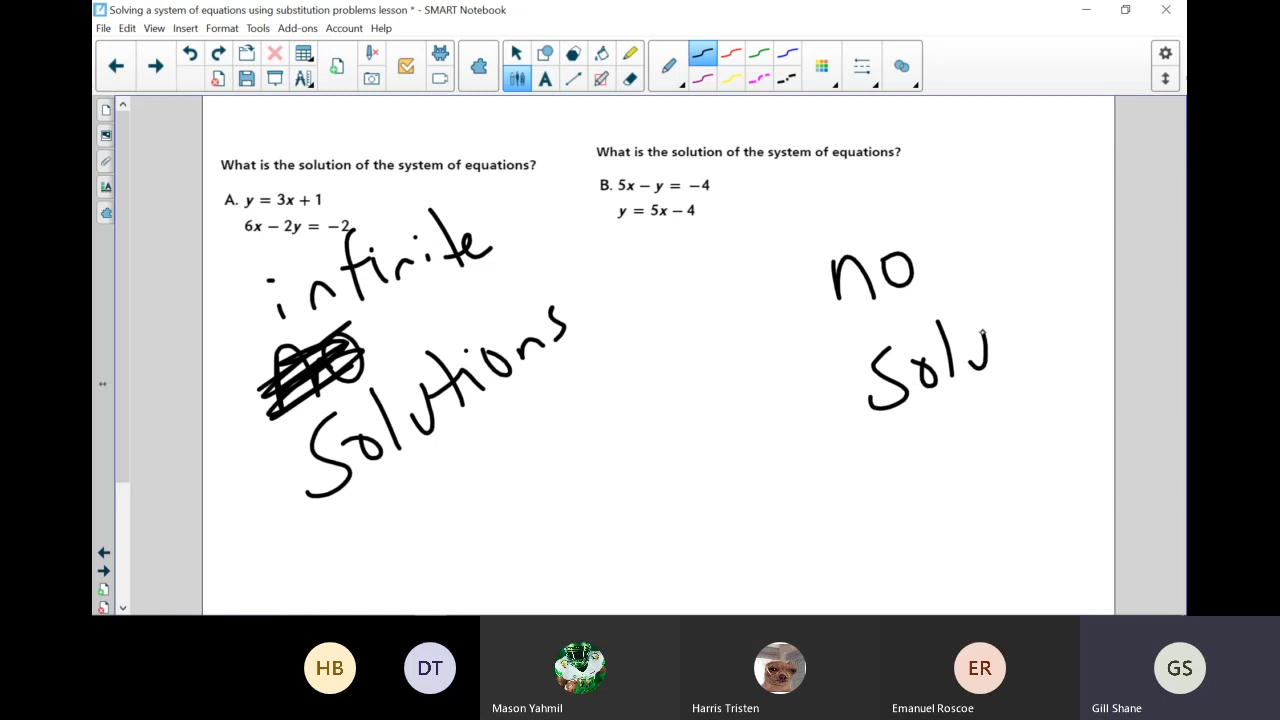 Solving a system of equations using substitution problems lesson * - SMART Notebook
File Edit View Insert Format Tools Add-ons Account Help
What is the solution of the system of equations?
A. y = 3x + 1
6x − 2y = −2
infinite
no
solutions
What is the solution of the system of equations?
B. 5x − y = −4
y = 5x − 4
no
Solu
HB
DT
ER
GS
Mason Yahmil
Harris Tristen
Emanuel Roscoe
Gill Shane